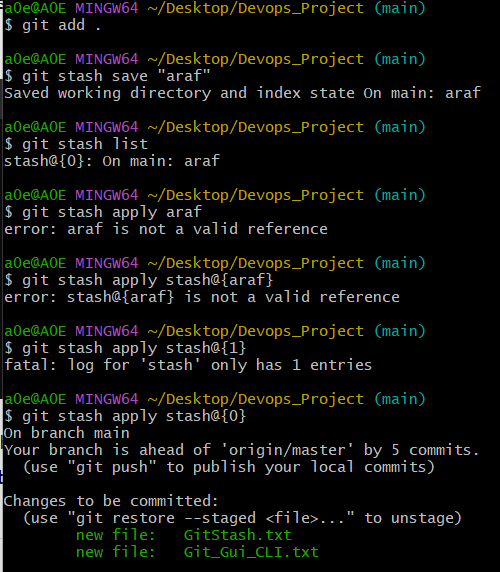 a0e@A0E MINGW64 ~/Desktop/Devops_Project (main)
$ git add .

a0e@A0E MINGW64 ~/Desktop/Devops_Project (main)
$ git stash save "araf"
Saved working directory and index state On main: araf

a0e@A0E MINGW64 ~/Desktop/Devops_Project (main)
$ git stash list
stash@{0}: On main: araf

a0e@A0E MINGW64 ~/Desktop/Devops_Project (main)
$ git stash apply araf
error: araf is not a valid reference

a0e@A0E MINGW64 ~/Desktop/Devops_Project (main)
$ git stash apply stash@{araf}
error: stash@{araf} is not a valid reference

a0e@A0E MINGW64 ~/Desktop/Devops_Project (main)
$ git stash apply stash@{1}
fatal: log for 'stash' only has 1 entries

a0e@A0E MINGW64 ~/Desktop/Devops_Project (main)
$ git stash apply stash@{0}
On branch main
Your branch is ahead of 'origin/master' by 5 commits.
  (use "git push" to publish your local commits)

Changes to be committed:
  (use "git restore --staged <file>..." to unstage)
        new file:   GitStash.txt
        new file:   Git_Gui_CLI.txt